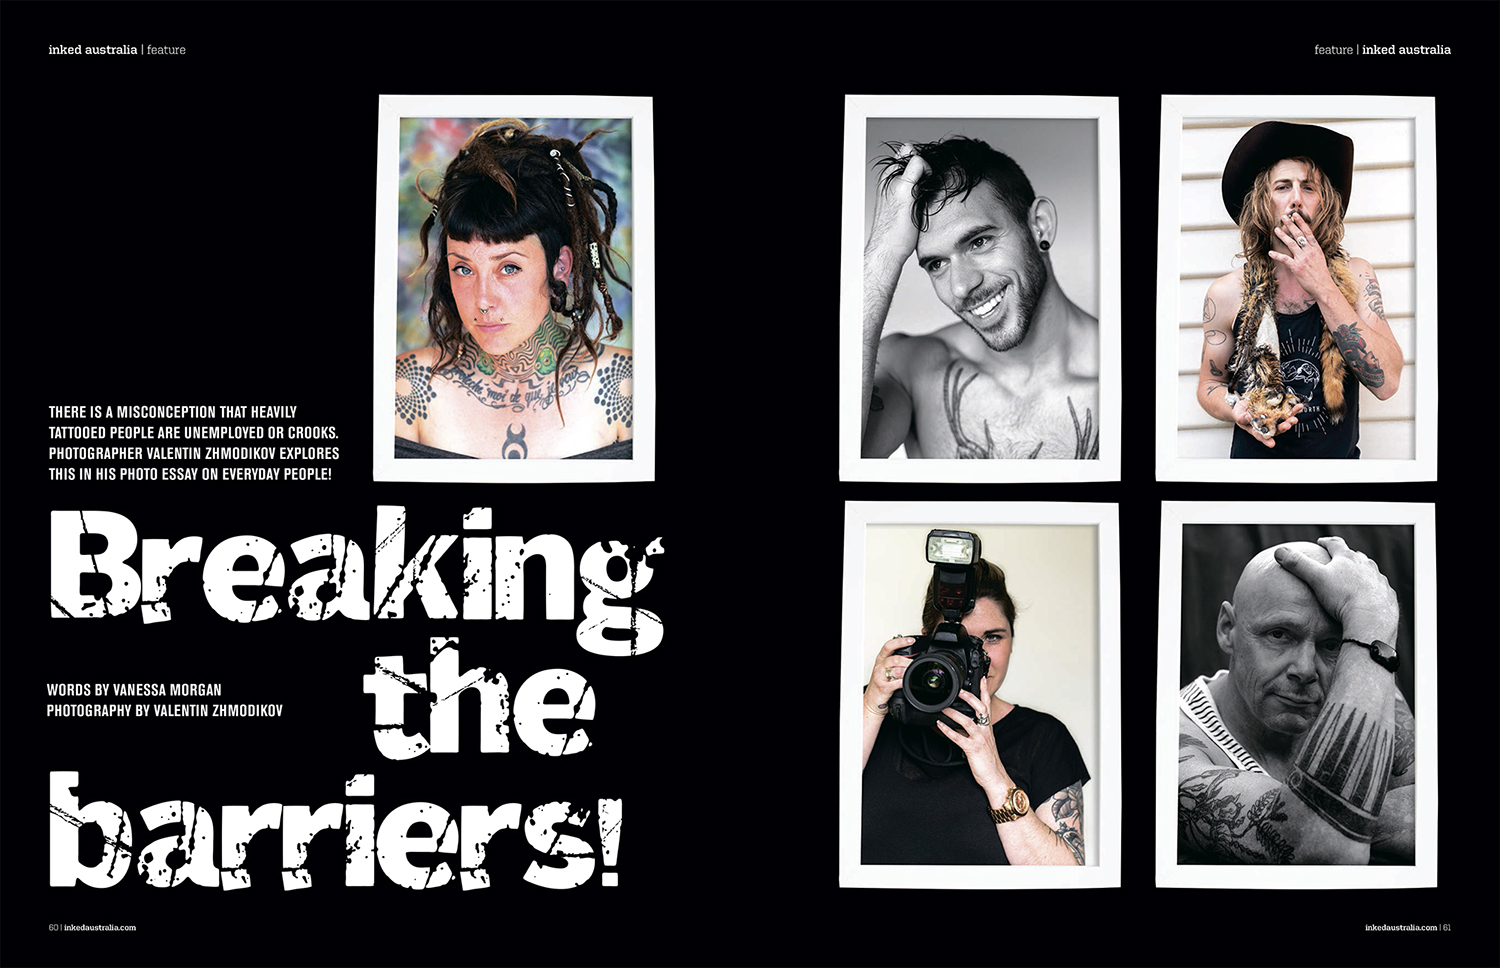 inked australia | feature
feature | inked australia
THERE IS A MISCONCEPTION THAT HEAVILY
TATTOOED PEOPLE ARE UNEMPLOYED OR CROOKS.
PHOTOGRAPHER VALENTIN ZHMODIKOV EXPLORES
THIS IN HIS PHOTO ESSAY ON EVERYDAY PEOPLE!
Breaking
the
barriers!
WORDS BY VANESSA MORGAN
PHOTOGRAPHY BY VALENTIN ZHMODIKOV
60 | inkedaustralia.com
inkedaustralia.com | 61